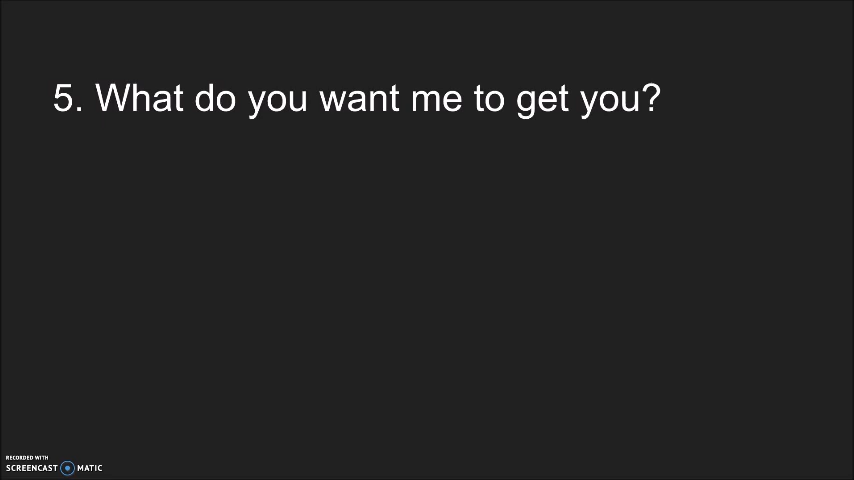 5. What do you want me to get you?
RECORDED WITH
SCREENCAST MATIC